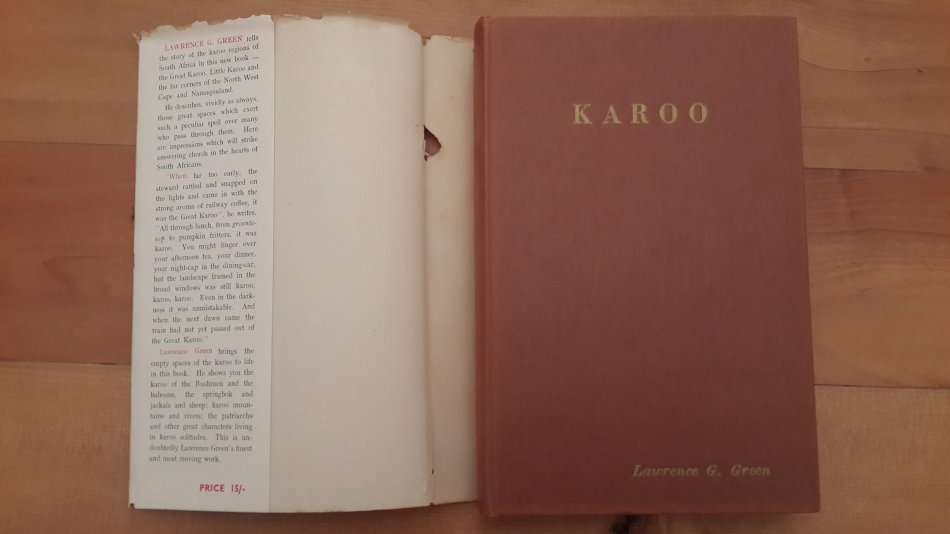 LAWRENCE G. GREEN tells
the story of the karoo regions of
South Africa in this new book —
the Great Karoo, Little Karoo and
the far corners of the North West
Cape and Namaqualand.
He describes, vividly as always,
those great spaces which exert
such a peculiar spell over many
who pass through them. Here
are impressions which will strike
answering chords in the hearts of
South Africans.
"When, far too early, the
steward rattled and snapped on
the lights and came in with the
strong aroma of railway coffee, it
was the Great Karoo", he writes.
"All through lunch, from groente-
sop to pumpkin fritters, it was
karoo. You might linger over
your afternoon tea, your dinner,
your night-cap in the dining-car,
but the landscape framed in the
broad windows was still karoo,
karoo, karoo. Even in the dark-
ness it was unmistakable. And
when the next dawn came the
train had not yet passed out of
the Great Karoo."
Lawrence Green brings the
empty spaces of the karoo to life
in this book. He shows you the
karoo of the Bushmen and the
baboons, the springbok and
jackals and sheep; karoo moun-
tains and rivers; the patriarchs
and other great characters living
in karoo solitudes. This is un-
doubtedly Lawrence Green's finest
and most moving work.
PRICE 15/-
KAROO
Lawrence G. Green